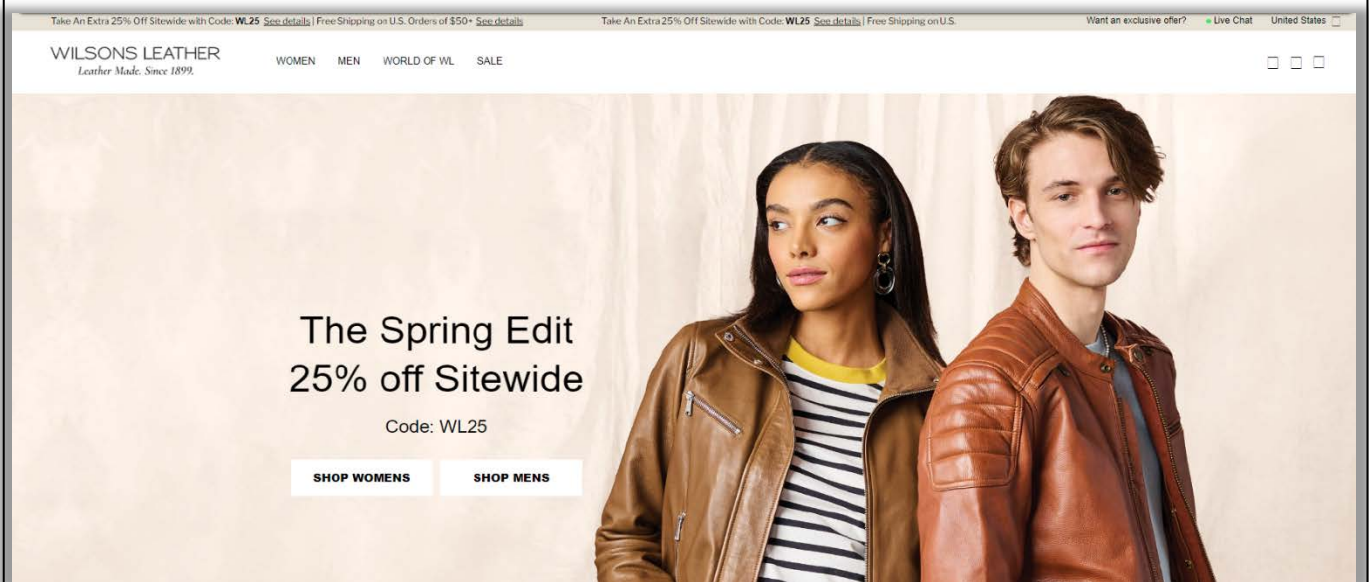 Take An Extra 25% Off Sitewide with Code: WL25 See details | Free Shipping on U.S. Orders of $50+ See details
Take An Extra 25% Off Sitewide with Code: WL25 See details | Free Shipping on U.S.
Want an exclusive offer?
Live Chat
United States
WILSONS LEATHER
Leather Made. Since 1899.
WOMEN
MEN
WORLD OF WL
SALE
The Spring Edit
25% off Sitewide
Code: WL25
SHOP WOMENS
SHOP MENS